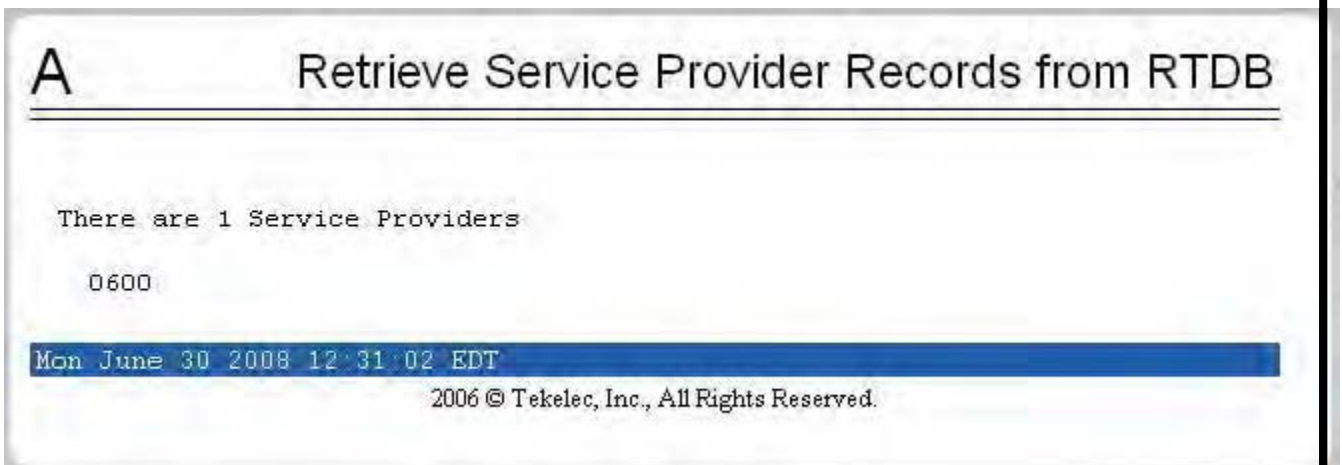 A Retrieve Service Provider Records from RTDB
There are 1 Service Providers
0600
Mon June 30 2008 12:31:02 EDT
2006 © Tekelec, Inc., All Rights Reserved.